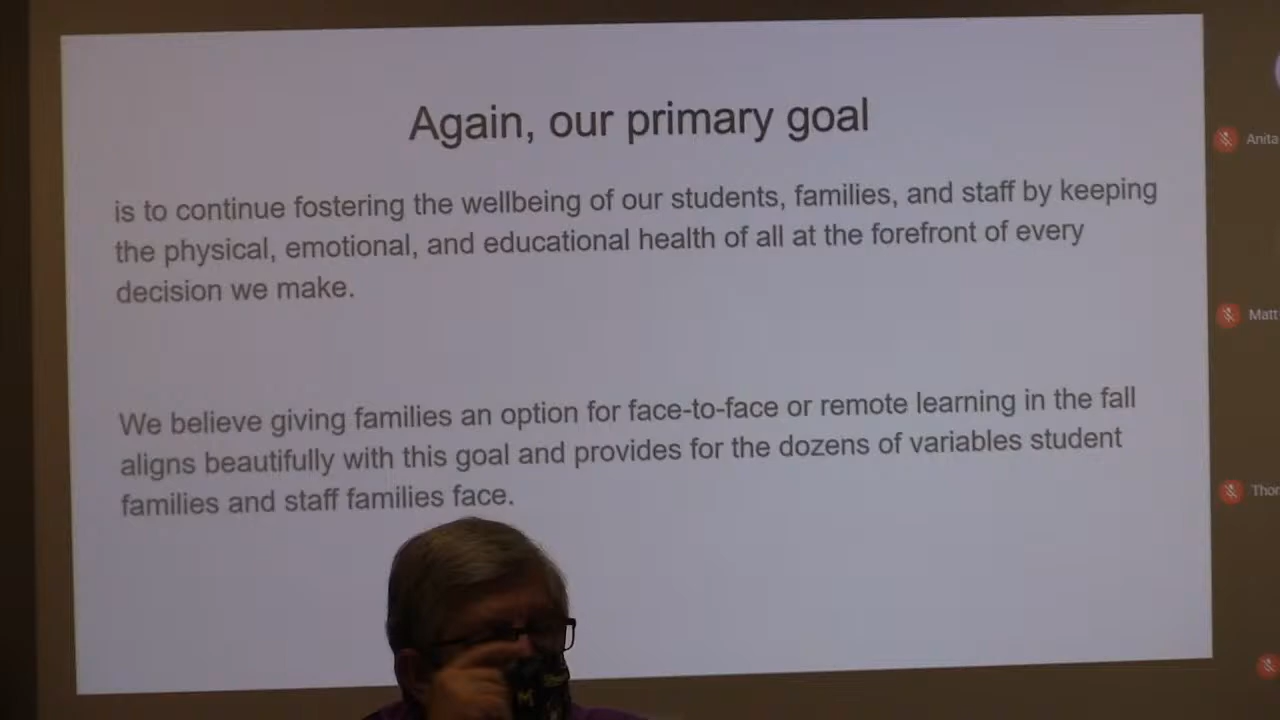 Again, our primary goal
is to continue fostering the wellbeing of our students, families, and staff by keeping
the physical, emotional, and educational health of all at the forefront of every
decision we make.
We believe giving families an option for face-to-face or remote learning in the fall
aligns beautifully with this goal and provides for the dozens of variables student
families and staff families face.
Anita
Matt
Thor